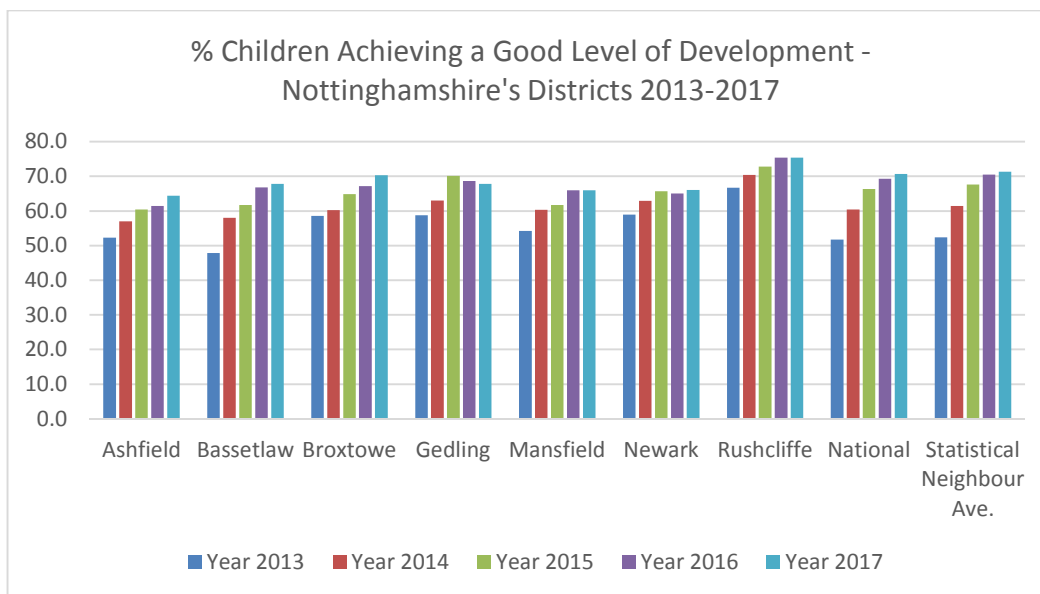 % Children Achieving a Good Level of Development -
Nottinghamshire's Districts 2013-2017
80.0
70.0
60.0
50.0
40.0
30.0
20.0
10.0
0.0
Ashfield Bassetlaw Broxtowe Gedling Mansfield Newark Rushcliffe National Statistical
Neighbour
Ave.
Year 2013 Year 2014 Year 2015 Year 2016 Year 2017